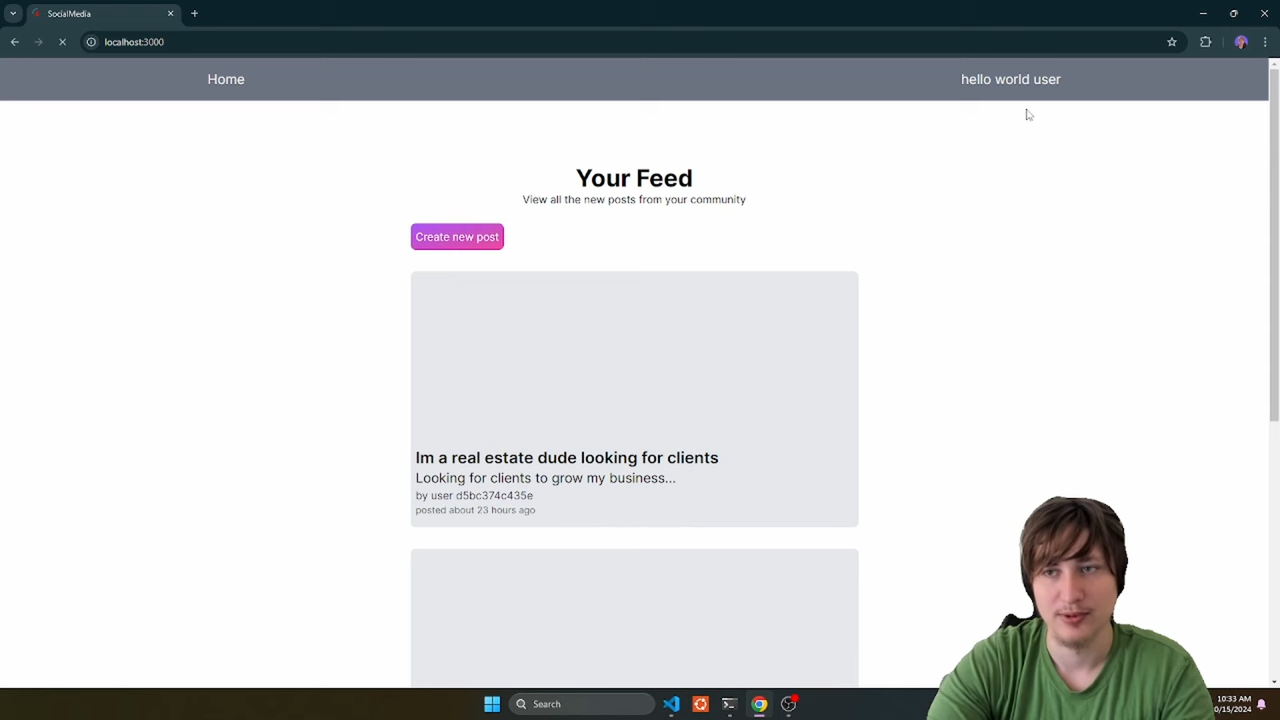 SocialMedia
localhost:3000
Home
hello world user
Your Feed
View all the new posts from your community
Create new post
Im a real estate dude looking for clients
Looking for clients to grow my business...
by user d5bc374c435e
posted about 23 hours ago
Search
10:33 AM
0/15/2024